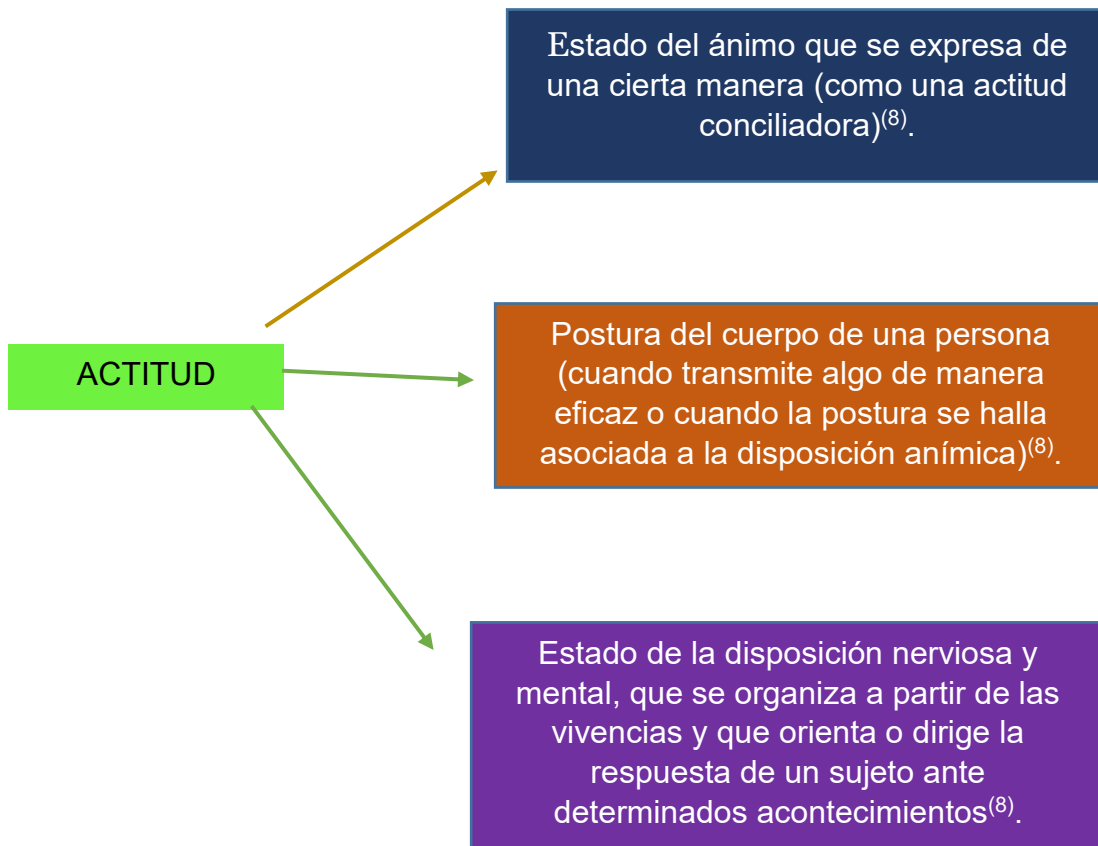 Estado del ánimo que se expresa de
una cierta manera (como una actitud
conciliadora)⁽⁸⁾.
ACTITUD
Postura del cuerpo de una persona
(cuando transmite algo de manera
eficaz o cuando la postura se halla
asociada a la disposición anímica)⁽⁸⁾.
Estado de la disposición nerviosa y
mental, que se organiza a partir de las
vivencias y que orienta o dirige la
respuesta de un sujeto ante
determinados acontecimientos⁽⁸⁾.